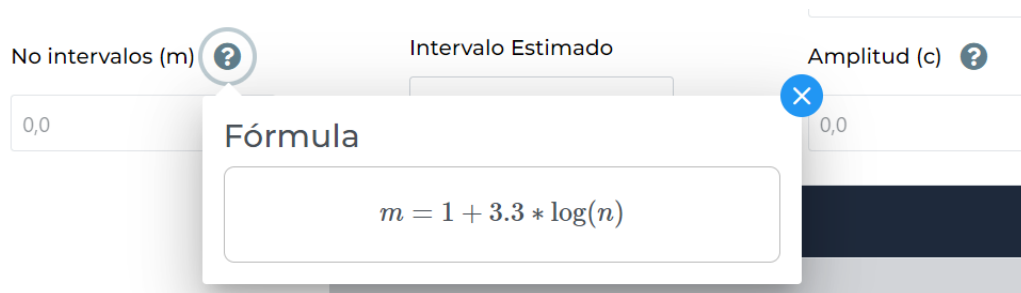 No intervalos (m) ?
Intervalo Estimado
Amplitud (c) ?
0,0
0,0
Fórmula
m = 1 + 3.3 * log(n)